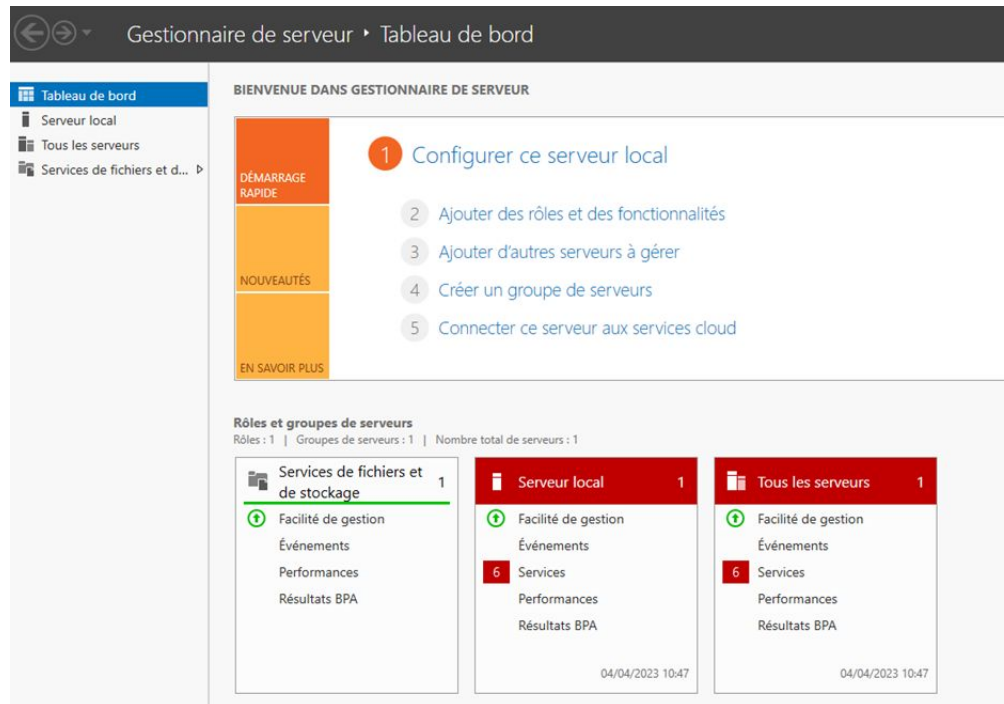 Gestionnaire de serveur ‣ Tableau de bord
Tableau de bord
Serveur local
Tous les serveurs
Services de fichiers et d...
BIENVENUE DANS GESTIONNAIRE DE SERVEUR
DÉMARRAGE
RAPIDE
NOUVEAUTÉS
EN SAVOIR PLUS
1 Configurer ce serveur local
2 Ajouter des rôles et des fonctionnalités
3 Ajouter d'autres serveurs à gérer
4 Créer un groupe de serveurs
5 Connecter ce serveur aux services cloud
Rôles et groupes de serveurs
Rôles : 1 | Groupes de serveurs : 1 | Nombre total de serveurs : 1
Services de fichiers et
de stockage
1
Facilité de gestion
Événements
Performances
Résultats BPA
Serveur local 1
Facilité de gestion
Événements
6 Services
Performances
Résultats BPA
04/04/2023 10:47
Tous les serveurs 1
Facilité de gestion
Événements
6 Services
Performances
Résultats BPA
04/04/2023 10:47